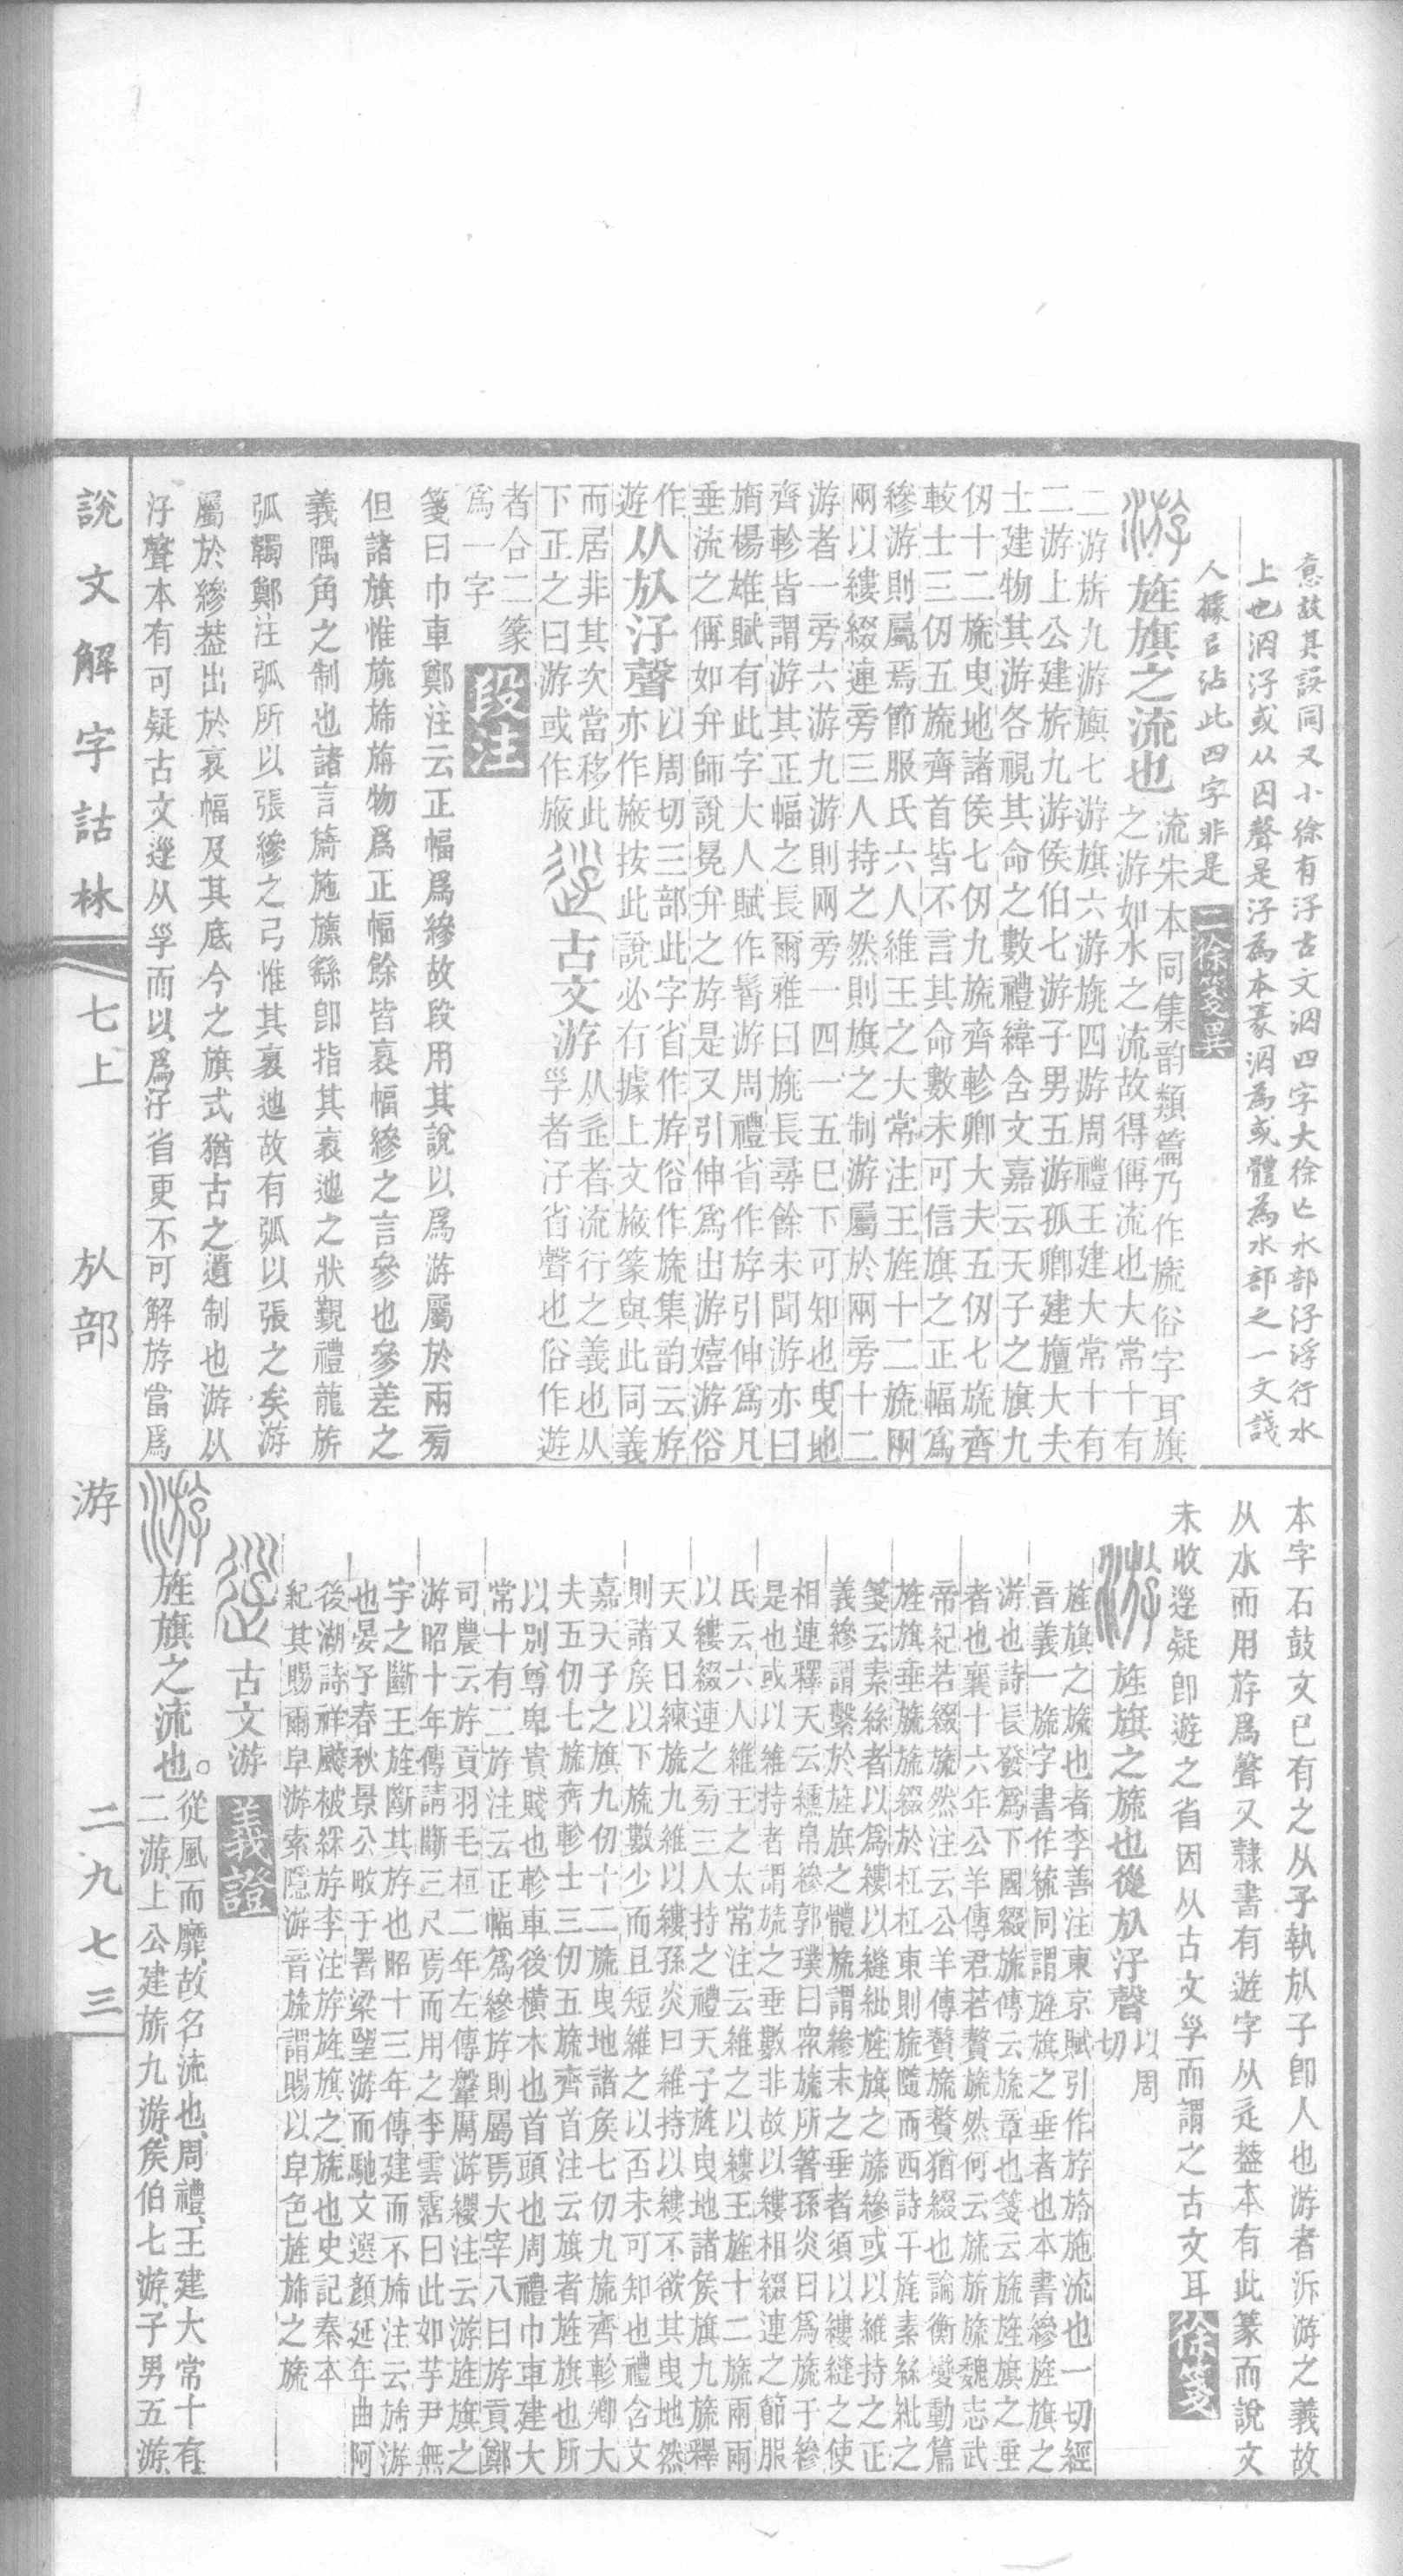 意故其誤同又小徐有汓古文泅四字大徐亡水部汓浮行水
上也泅汓或从囚聲是汓為本篆泅為或體為水部之一文譏
人據㠯沾此四字非是二徐箋異
游旌旗之流也流宋本同集韵類篇乃作旒俗字耳旗
之游如水之流故得偁流也大常十有
二游旂九游旟七游旗六游旐四游周禮王建大常十有
二游上公建旂九游侯伯七游子男五游孤卿建旜大夫
士建物其游各視其命之數禮緯含文嘉云天子之旗九
仞十二旒曳地諸侯七仞九旒齊軫卿大夫五仞七旒齊
較士三仞五旒齊首皆不言其命數未可信旗之正幅爲
縿游則屬焉節服氏六人維王之大常注王旌十二旒兩
兩以縷綴連旁三人持之然則旗之制游屬於兩旁十二
游者一旁六游九游則兩旁一四一五巳下可知也曳地
齊軫皆謂游其正幅之長爾雅曰旐長尋餘未聞游亦曰
旓楊雄賦有此字大人賦作髾游周禮省作斿引伸爲凡
垂流之偁如弁師說冕弁之斿是又引伸爲出游嬉游俗
作
遊从㫃汓聲以周切三部此字省作斿俗作旒集韵云斿
亦作㫍按此說必有據上文㫍篆與此同義
而居非其次當移此
下正之曰游或作㫍𨒰古文游从辵者流行之義也从
孚者汓省聲也俗作遊
者合二篆
爲一字段注
箋曰巾車鄭注云正幅爲縿故段用其說以爲游屬於兩㫄
但諸旗惟旐旆旃物爲正幅餘皆衺幅縿之言參也參差之
義隅角之制也諸言旖施旚繇卽指其衺迆之狀觀禮龍旂
弧韣鄭注弧所以張縿之弓惟其衺迆故有弧以張之矣游
屬於縿葢出於衺幅及其底今之旗式猶古之遺制也游从
汓聲本有可疑古文𨒰从孚而以爲汓省更不可解斿當爲
說文解字詁林 七上 㫃部 游 二九七三
本字石鼓文已有之从子執㫃子卽人也游者泝游之義故
从水而用斿爲聲又隸書有遊字从辵葢本有此篆而說文
未收𨒰疑卽遊之省因从古文孚而謂之古文耳徐箋
游旌旗之旒也從㫃汓聲以周切
旌旗之旒也者李善注東京賦引作斿旍施流也一切經
音義一旒字書作統同謂旌旗之垂者也本書縿旌旗之
游也詩長發爲下國綴旒傳云旒章也箋云旒旌旗之垂
者也襄十六年公羊傳君若贅旒然何云旒旂旒魏志武
帝紀若綴旒然注云公羊傳贅旒贅猶綴也論衡變動篇
旌旗垂旒旒綴於杠杠東則旒隨而西詩干旄素絲紕之
箋云素絲者以爲縷以縫紕旌旗之旒縿或以維持之正
義縿謂繫於旌旗之體旒謂縿末之垂者須以縷縫之使
相連釋天云纁帛縿郭璞曰衆旒所著孫炎曰爲旒于縿
是也或以維持者謂旒之垂數非故以縷相綴連之節服
氏云六人維王之太常注云維之以縷王旌十二旒兩兩
以縷綴連之㫄三人持之禮天子旌曳地諸侯旗九旒釋
天又曰練旒九維以縷孫炎曰維持以縷不欲其曳地然
則諸侯以下旒數少而且短維之以否未可知也禮含文
嘉天子之旗九仞十二旒曳地諸侯七仞九旒齊軫卿大
夫五仞七旒齊軫士三仞五旒齊首注云旗者旌旗也所
以別尊卑貴賤也軫車後橫木也首頭也周禮巾車建大
常十有二斿注云正幅爲縿斿則屬焉大宰八曰斿貢鄭
司農云斿貢羽毛桓二年左傳鞶厲游纓注云游旌旗之
游昭十年傳請斷三尺焉而用之李雲霑曰此如芋尹無
宇之斷王旌斷其斿也昭十三年傳建而不旆注云旆游
也晏子春秋景公畋于署梁望游而馳文選顏延年曲阿
後湖詩祥飇被綵斿李注斿旌旗之旒也史記秦本
紀其賜爾皁游索隱游音旒謂賜以皁色旌旆之旒
𨒰古文游義證
游旌旗之流也。從風而靡、故名流也、周禮、王建大常十有
二游、上公建旂九游、侯伯七游、子男五游、